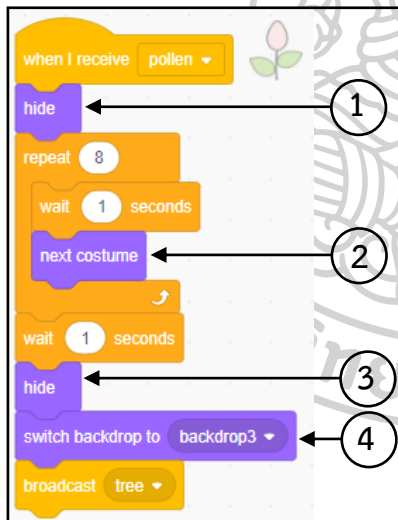 when I receive pollen
hide
1
repeat 8
wait 1 seconds
next costume
2
wait 1 seconds
hide
3
switch backdrop to backdrop3
4
broadcast tree